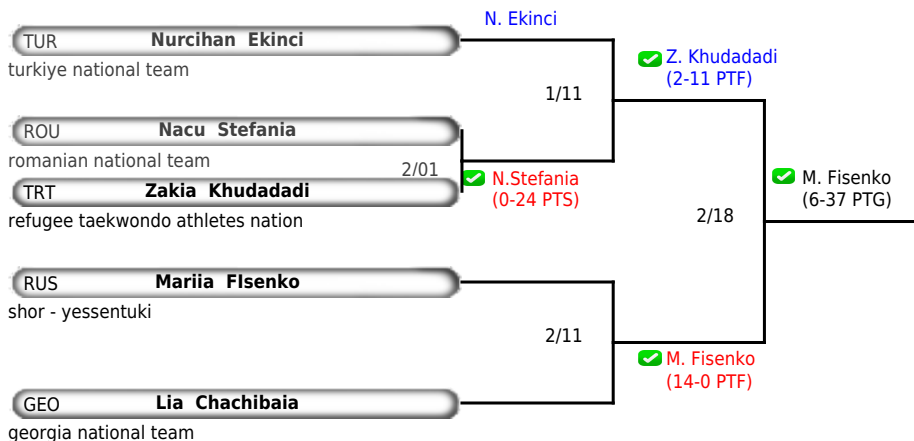 N. Ekinci
TUR Nurcihan Ekinci
turkiye national team
Z. Khudadadi
(2-11 PTF)
1/11
ROU Nacu Stefania
romanian national team
2/01
N.Stefania
(0-24 PTS)
TRT Zakia Khudadadi
refugee taekwondo athletes nation
M. Fisenko
(6-37 PTG)
2/18
RUS Mariia FIsenko
shor - yessentuki
2/11
M. Fisenko
(14-0 PTF)
GEO Lia Chachibaia
georgia national team